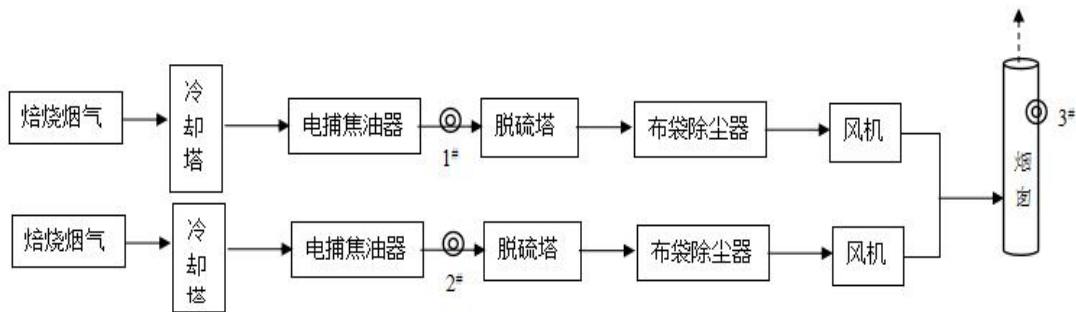 焙烧烟气
冷却塔
电捕焦油器
1#
脱硫塔
布袋除尘器
风机
烟囱
3#
焙烧烟气
冷却塔
电捕焦油器
2#
脱硫塔
布袋除尘器
风机